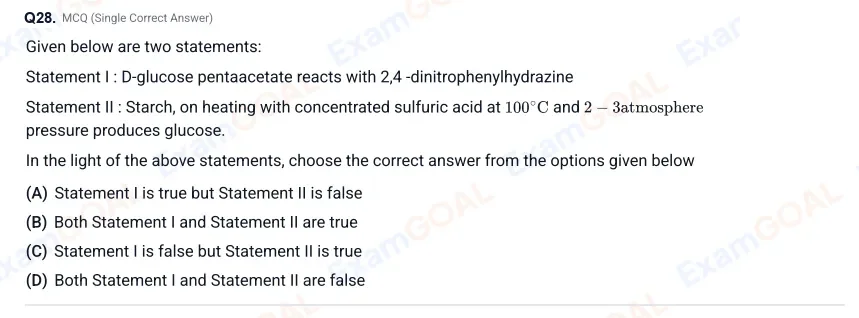 Q28. MCQ (Single Correct Answer)
Given below are two statements:
Statement I : D-glucose pentaacetate reacts with 2,4 -dinitrophenylhydrazine
Statement II : Starch, on heating with concentrated sulfuric acid at 100°C and 2 − 3atmosphere
pressure produces glucose.
In the light of the above statements, choose the correct answer from the options given below
(A) Statement I is true but Statement II is false
(B) Both Statement I and Statement II are true
(C) Statement I is false but Statement II is true
(D) Both Statement I and Statement II are false
ExamGOAL